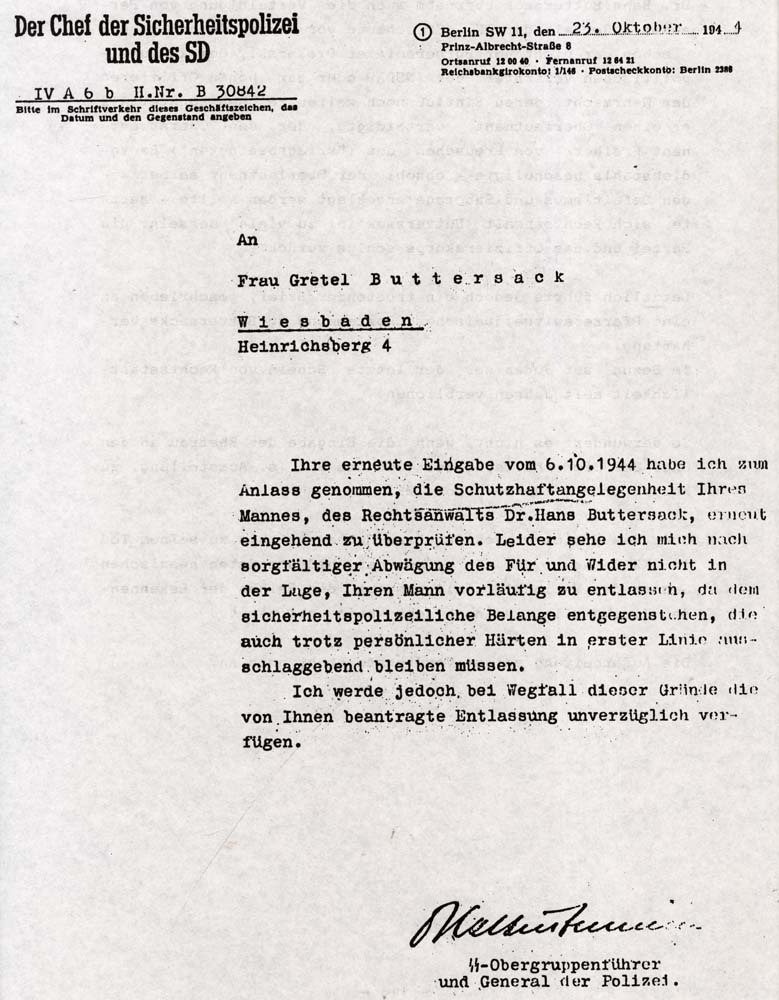 Der Chef der Sicherheitspolizei
und des SD
IV A 6 b H.Nr. B 30842
Bitte im Schriftverkehr dieses Geschäftszeichen, das
Datum und den Gegenstand angeben
1 Berlin SW 11, den 23. Oktober 1944
Prinz-Albrecht-Straße 8
Ortsanruf 12 00 40 · Fernanruf 12 64 21
Reichsbankgirokonto: 1/146 · Postscheckkonto: Berlin 2386
An
Frau Gretel Buttersack
Wiesbaden
Heinrichsberg 4
Ihre erneute Eingabe vom 6.10.1944 habe ich zum
Anlass genommen, die Schutzhaftangelegenheit Ihres
Mannes, des Rechtsanwalts Dr.Hans Buttersack, erneut
eingehend zu überprüfen. Leider sehe ich mich nach
sorgfältiger Abwägung des Für und Wider nicht in
der Lage, Ihren Mann vorläufig zu entlassen, da dem
sicherheitspolizeiliche Belange entgegenstehen, die
auch trotz persönlicher Härten in erster Linie aus-
schlaggebend bleiben müssen.
Ich werde jedoch bei Wegfall dieser Gründe die
von Ihnen beantragte Entlassung unverzüglich ver-
fügen.
SS-Obergruppenführer
und General der Polizei.